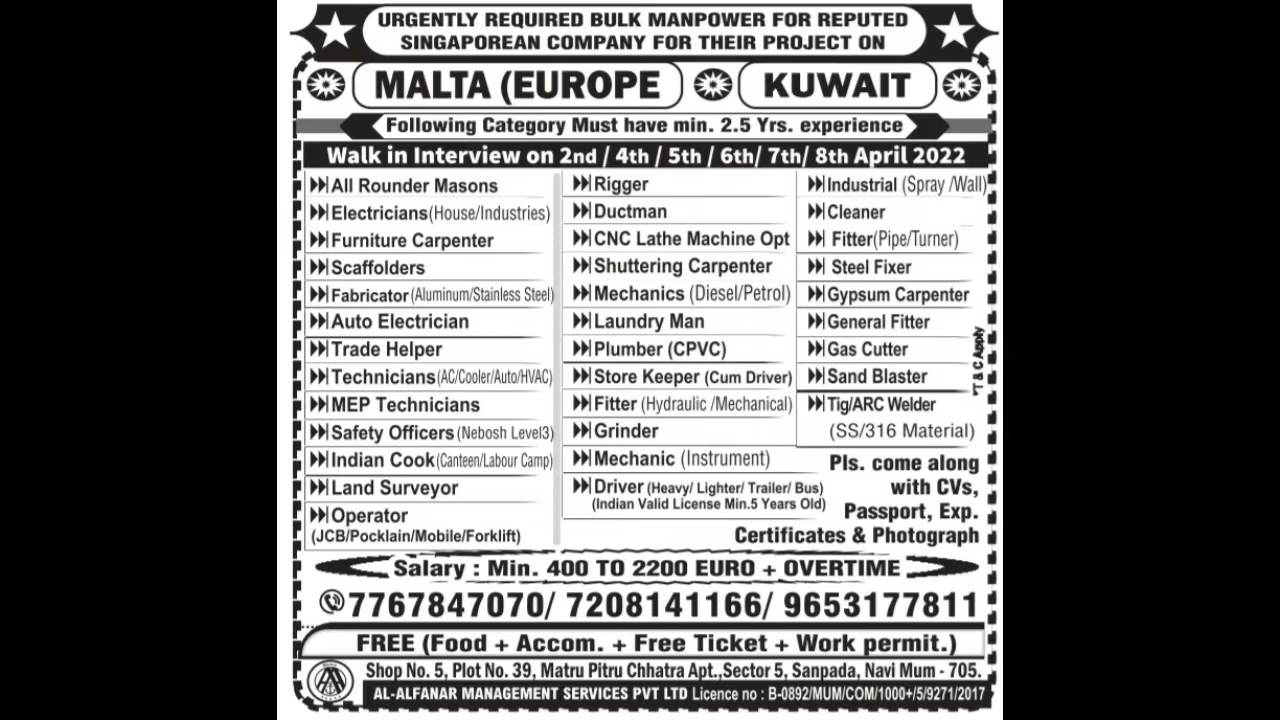 URGENTLY REQUIRED BULK MANPOWER FOR REPUTED
SINGAPOREAN COMPANY FOR THEIR PROJECT ON
MALTA (EUROPE
KUWAIT
Following Category Must have min. 2.5 Yrs. experience
Walk in Interview on 2nd / 4th / 5th / 6th/ 7th/ 8th April 2022
All Rounder Masons
Electricians(House/Industries)
Furniture Carpenter
Scaffolders
Fabricator (Aluminum/Stainless Steel)
Auto Electrician
Trade Helper
Technicians(AC/Cooler/Auto/HVAC)
MEP Technicians
Safety Officers (Nebosh Level3)
Indian Cook(Canteen/Labour Camp)
Land Surveyor
Operator
(JCB/Pocklain/Mobile/Forklift)
Rigger
Ductman
CNC Lathe Machine Opt
Shuttering Carpenter
Mechanics (Diesel/Petrol)
Laundry Man
Plumber (CPVC)
Store Keeper (Cum Driver)
Fitter (Hydraulic /Mechanical)
Grinder
Mechanic (Instrument)
Driver (Heavy/ Lighter/ Trailer/ Bus)
(Indian Valid License Min.5 Years Old)
Industrial (Spray /Wall)
Cleaner
Fitter(Pipe/Turner)
Steel Fixer
Gypsum Carpenter
General Fitter
Gas Cutter
Sand Blaster
Tig/ARC Welder
(SS/316 Material)
*T & C Apply
Pls. come along
with CVs,
Passport, Exp.
Certificates & Photograph
Salary : Min. 400 TO 2200 EURO + OVERTIME
7767847070/ 7208141166/ 9653177811
FREE (Food + Accom. + Free Ticket + Work permit.)
Shop No. 5, Plot No. 39, Matru Pitru Chhatra Apt.,Sector 5, Sanpada, Navi Mum - 705.
AL-ALFANAR MANAGEMENT SERVICES PVT LTD Licence no : B-0892/MUM/COM/1000+/5/9271/2017